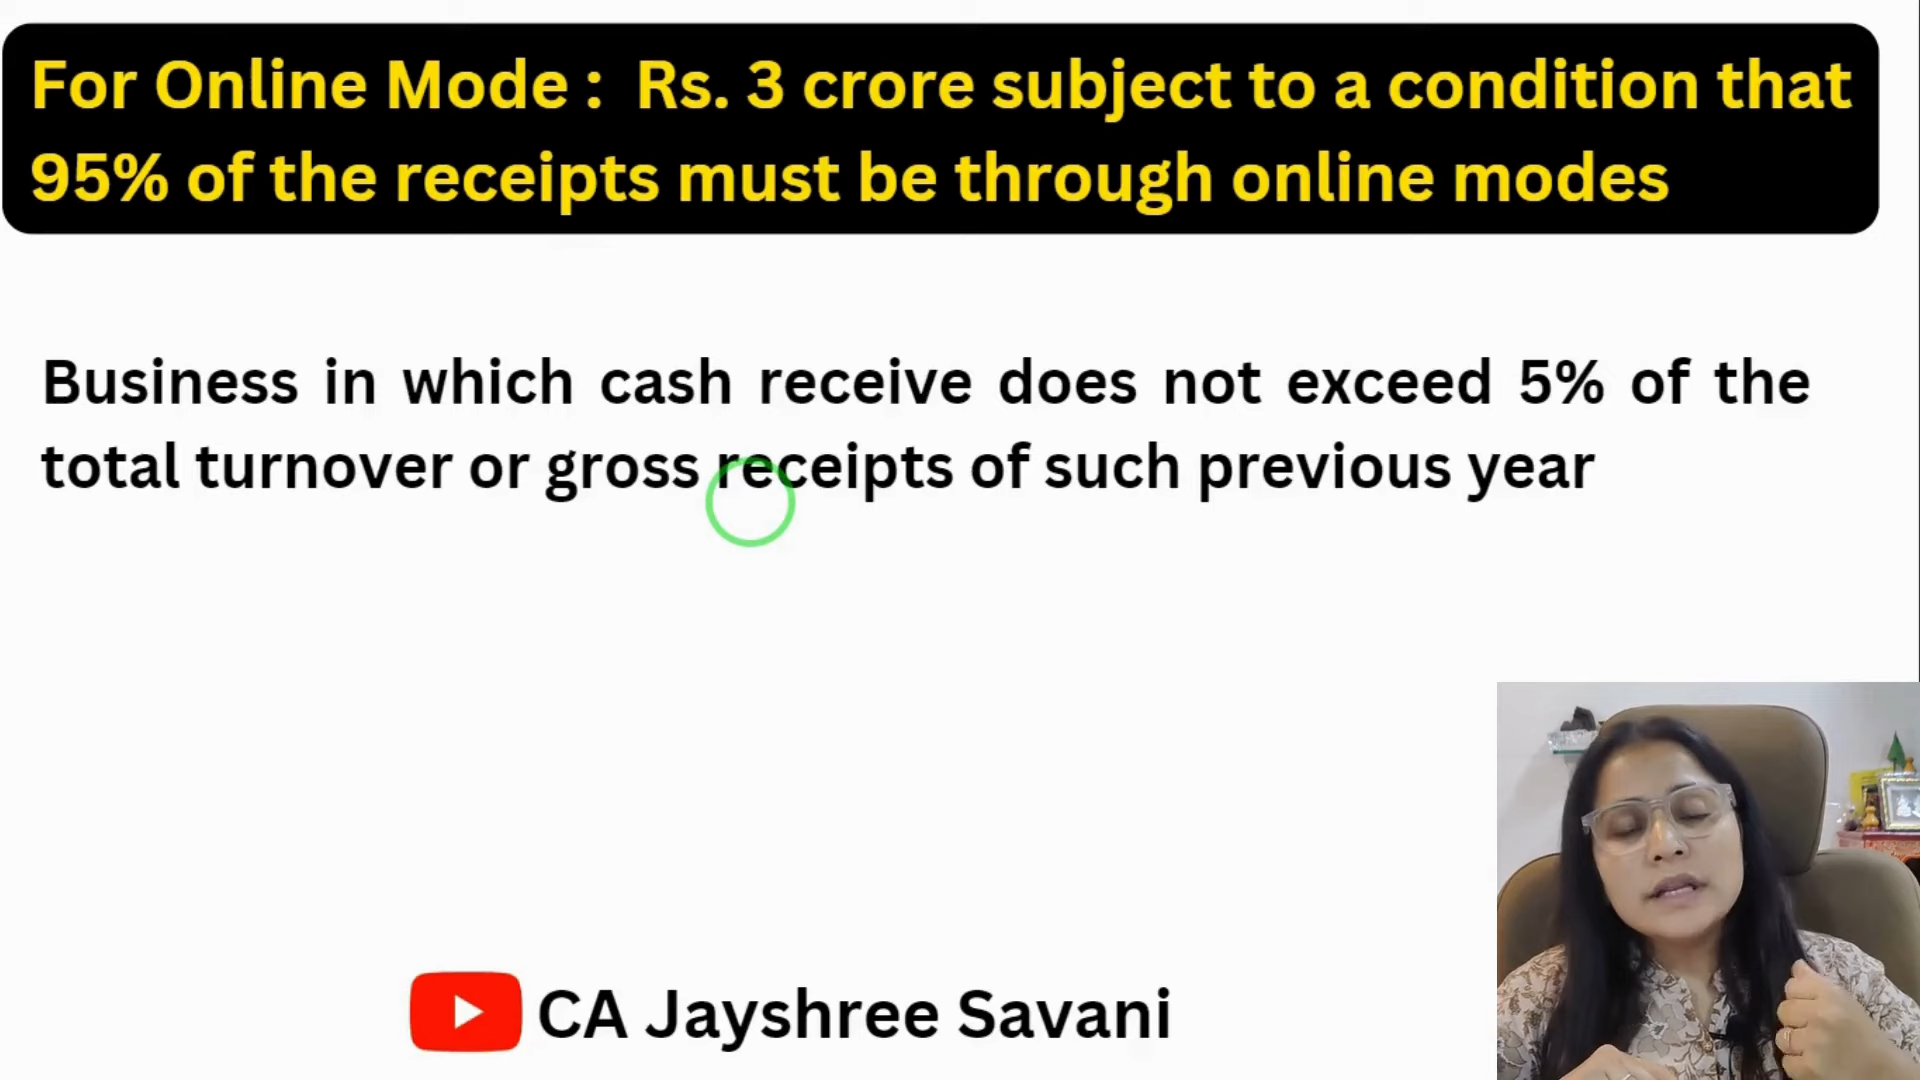 For Online Mode : Rs. 3 crore subject to a condition that
95% of the receipts must be through online modes
Business in which cash receive does not exceed 5% of the
total turnover or gross receipts of such previous year
CA Jayshree Savani